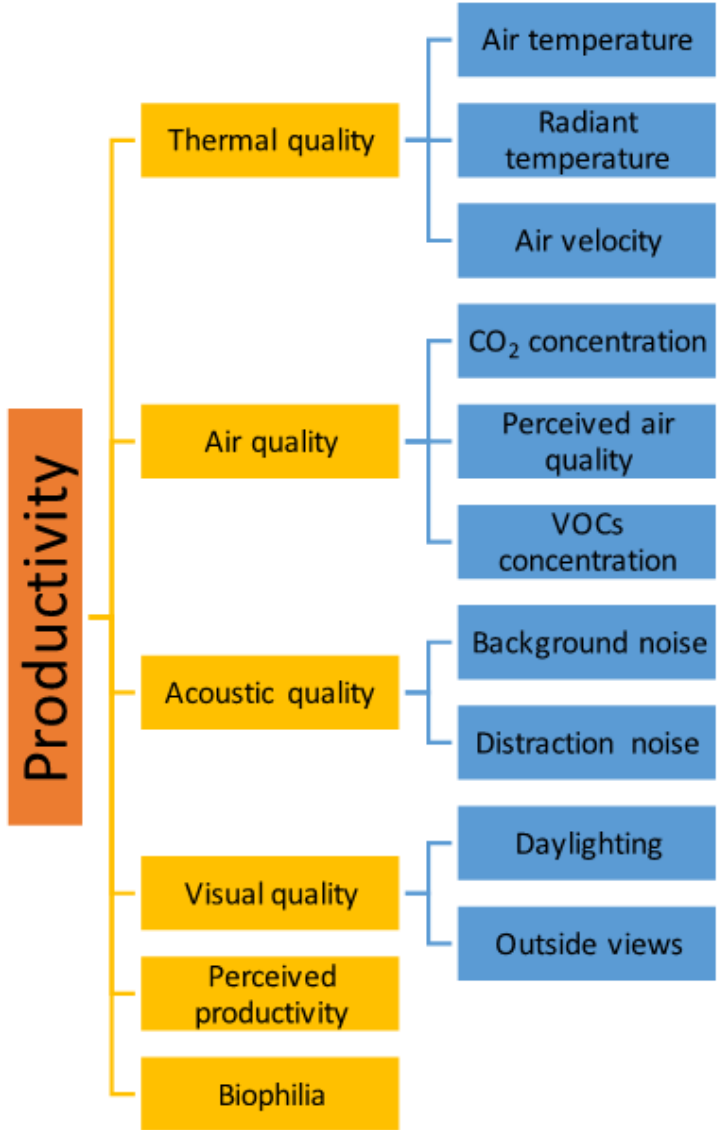 Productivity
Thermal quality
Air temperature
Radiant
temperature
Air velocity
Air quality
CO₂ concentration
Perceived air
quality
VOCs
concentration
Acoustic quality
Background noise
Distraction noise
Visual quality
Daylighting
Outside views
Perceived
productivity
Biophilia